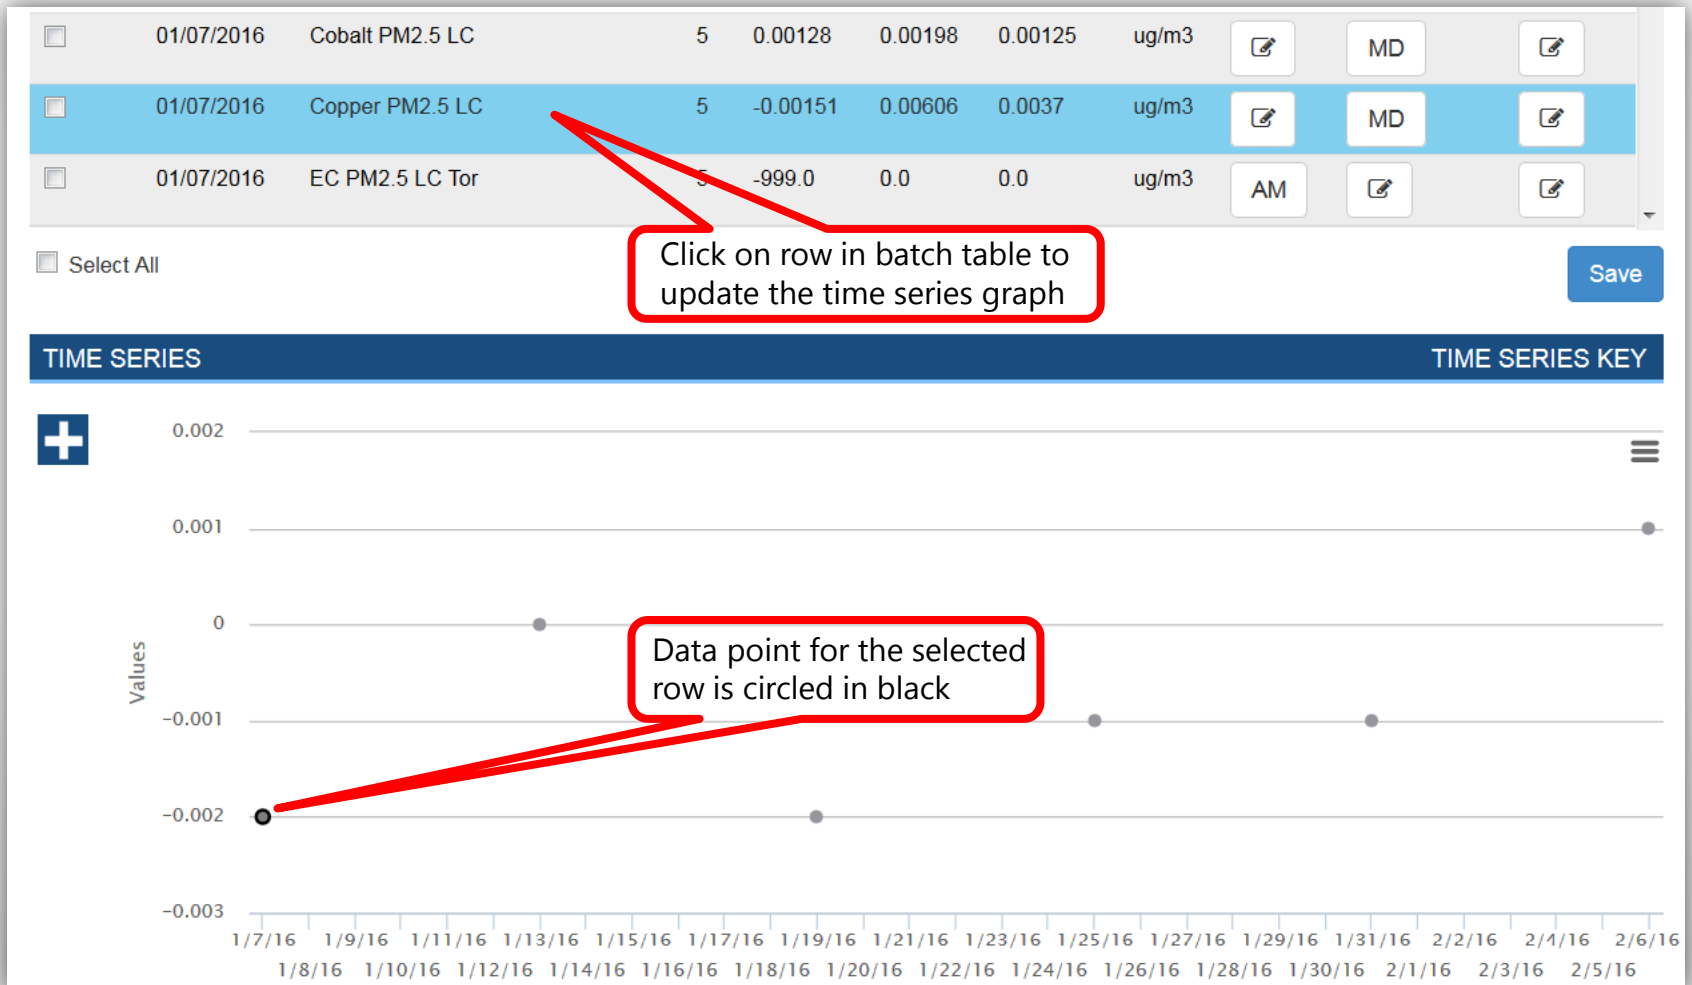 01/07/2016 Cobalt PM2.5 LC 5 0.00128 0.00198 0.00125 ug/m3 MD
01/07/2016 Copper PM2.5 LC 5 -0.00151 0.00606 0.0037 ug/m3 MD
01/07/2016 EC PM2.5 LC Tor 5 -999.0 0.0 0.0 ug/m3 AM
Click on row in batch table to
update the time series graph
Select All
Save
TIME SERIES TIME SERIES KEY
0.002
0.001
0
-0.001
-0.002
-0.003
Values
Data point for the selected
row is circled in black
1/7/16 1/9/16 1/11/16 1/13/16 1/15/16 1/17/16 1/19/16 1/21/16 1/23/16 1/25/16 1/27/16 1/29/16 1/31/16 2/2/16 2/4/16 2/6/16
1/8/16 1/10/16 1/12/16 1/14/16 1/16/16 1/18/16 1/20/16 1/22/16 1/24/16 1/26/16 1/28/16 1/30/16 2/1/16 2/3/16 2/5/16